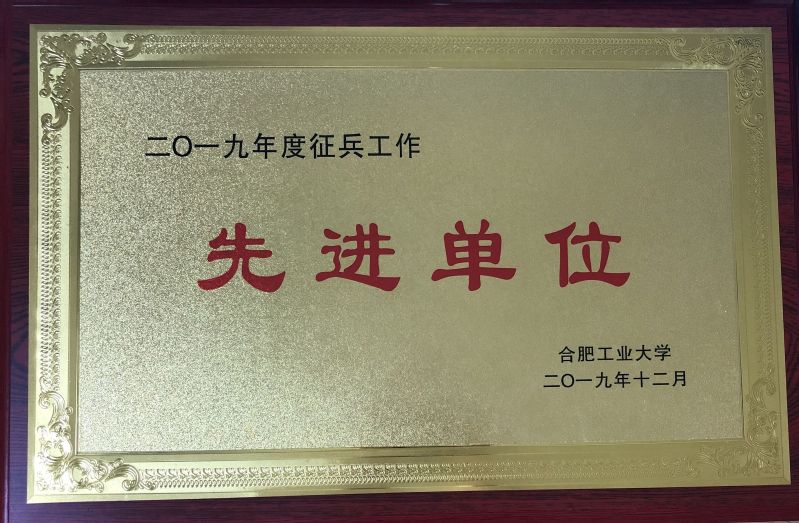 二〇一九年度征兵工作
先进单位
合肥工业大学
二〇一九年十二月